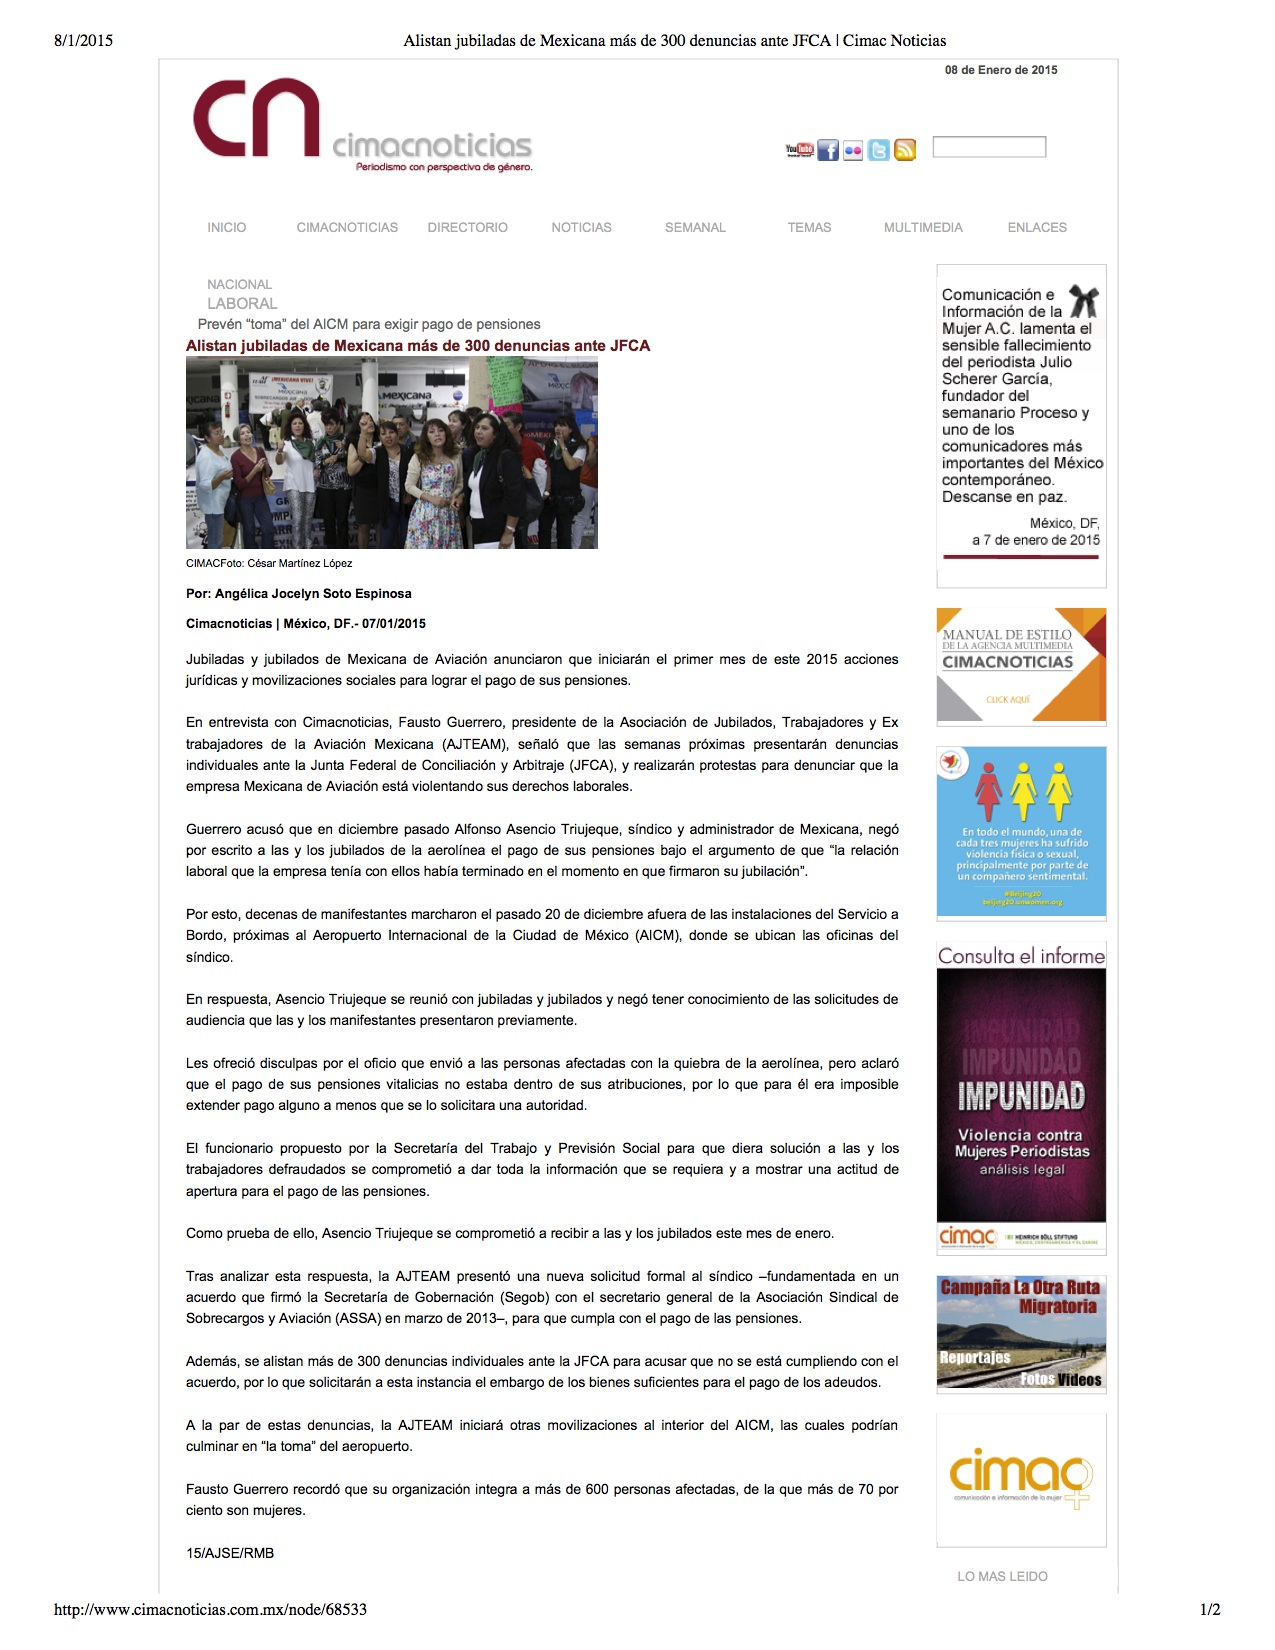 8/1/2015
Alistan jubiladas de Mexicana más de 300 denuncias ante JFCA | Cimac Noticias
08 de Enero de 2015
cn cimacnoticias
Periodismo con perspectiva de género.
You Tube
INICIO CIMACNOTICIAS DIRECTORIO NOTICIAS SEMANAL TEMAS MULTIMEDIA ENLACES
NACIONAL
LABORAL
Prevén “toma” del AICM para exigir pago de pensiones
Alistan jubiladas de Mexicana más de 300 denuncias ante JFCA
¡MEXICANA VIVE!
MEXICANA
CIMACFoto: César Martínez López
Por: Angélica Jocelyn Soto Espinosa
Cimacnoticias | México, DF.- 07/01/2015
Jubiladas y jubilados de Mexicana de Aviación anunciaron que iniciarán el primer mes de este 2015 acciones
jurídicas y movilizaciones sociales para lograr el pago de sus pensiones.
En entrevista con Cimacnoticias, Fausto Guerrero, presidente de la Asociación de Jubilados, Trabajadores y Ex
trabajadores de la Aviación Mexicana (AJTEAM), señaló que las semanas próximas presentarán denuncias
individuales ante la Junta Federal de Conciliación y Arbitraje (JFCA), y realizarán protestas para denunciar que la
empresa Mexicana de Aviación está violentando sus derechos laborales.
Guerrero acusó que en diciembre pasado Alfonso Asencio Triujeque, síndico y administrador de Mexicana, negó
por escrito a las y los jubilados de la aerolínea el pago de sus pensiones bajo el argumento de que “la relación
laboral que la empresa tenía con ellos había terminado en el momento en que firmaron su jubilación”.
Por esto, decenas de manifestantes marcharon el pasado 20 de diciembre afuera de las instalaciones del Servicio a
Bordo, próximas al Aeropuerto Internacional de la Ciudad de México (AICM), donde se ubican las oficinas del
síndico.
En respuesta, Asencio Triujeque se reunió con jubiladas y jubilados y negó tener conocimiento de las solicitudes de
audiencia que las y los manifestantes presentaron previamente.
Les ofreció disculpas por el oficio que envió a las personas afectadas con la quiebra de la aerolínea, pero aclaró
que el pago de sus pensiones vitalicias no estaba dentro de sus atribuciones, por lo que para él era imposible
extender pago alguno a menos que se lo solicitara una autoridad.
El funcionario propuesto por la Secretaría del Trabajo y Previsión Social para que diera solución a las y los
trabajadores defraudados se comprometió a dar toda la información que se requiera y a mostrar una actitud de
apertura para el pago de las pensiones.
Como prueba de ello, Asencio Triujeque se comprometió a recibir a las y los jubilados este mes de enero.
Tras analizar esta respuesta, la AJTEAM presentó una nueva solicitud formal al síndico –fundamentada en un
acuerdo que firmó la Secretaría de Gobernación (Segob) con el secretario general de la Asociación Sindical de
Sobrecargos y Aviación (ASSA) en marzo de 2013–, para que cumpla con el pago de las pensiones.
Además, se alistan más de 300 denuncias individuales ante la JFCA para acusar que no se está cumpliendo con el
acuerdo, por lo que solicitarán a esta instancia el embargo de los bienes suficientes para el pago de los adeudos.
A la par de estas denuncias, la AJTEAM iniciará otras movilizaciones al interior del AICM, las cuales podrían
culminar en “la toma” del aeropuerto.
Fausto Guerrero recordó que su organización integra a más de 600 personas afectadas, de la que más de 70 por
ciento son mujeres.
15/AJSE/RMB
Comunicación e
Información de la
Mujer A.C. lamenta el
sensible fallecimiento
del periodista Julio
Scherer García,
fundador del
semanario Proceso y
uno de los
comunicadores más
importantes del México
contemporáneo.
Descanse en paz.
México, DF,
a 7 de enero de 2015
MANUAL DE ESTILO
DE LA AGENCIA MULTIMEDIA
CIMACNOTICIAS
CLICK AQUÍ
En todo el mundo, una de
cada tres mujeres ha sufrido
violencia física o sexual,
principalmente por parte de
un compañero sentimental.
#Beijing20
beijing20.unwomen.org
Consulta el informe
IMPUNIDAD
IMPUNIDAD
IMPUNIDAD
Violencia contra
Mujeres Periodistas
análisis legal
cimac
HEINRICH BÖLL STIFTUNG
MÉXICO, CENTROAMÉRICA Y EL CARIBE
Campaña La Otra Ruta
Migratoria
Reportajes
Fotos Vídeos
cimac
comunicación e información de la mujer
LO MAS LEIDO
http://www.cimacnoticias.com.mx/node/68533
1/2